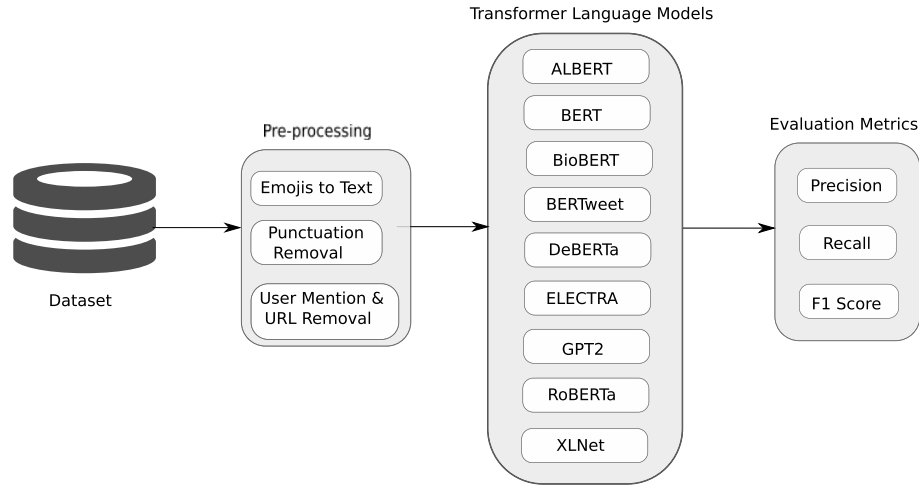 Dataset
Pre-processing
Emojis to Text
Punctuation
Removal
User Mention &
URL Removal
Transformer Language Models
ALBERT
BERT
BioBERT
BERTweet
DeBERTa
ELECTRA
GPT2
RoBERTa
XLNet
Evaluation Metrics
Precision
Recall
F1 Score